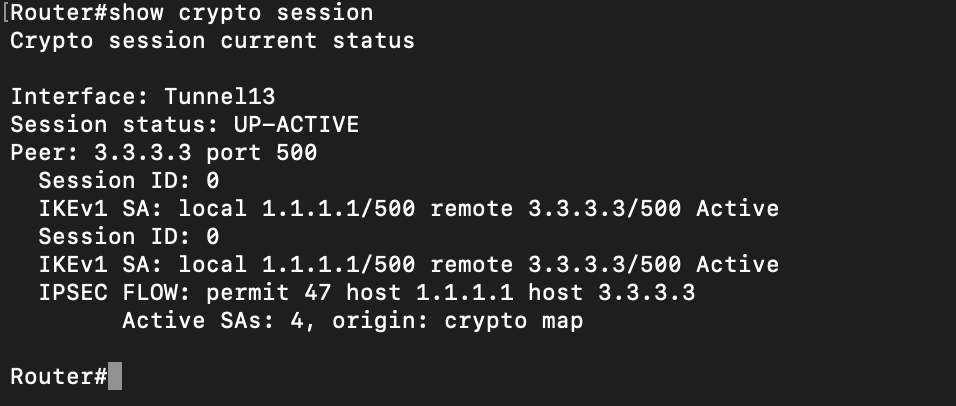 [Router#show crypto session
Crypto session current status

Interface: Tunnel13
Session status: UP-ACTIVE
Peer: 3.3.3.3 port 500
  Session ID: 0
  IKEv1 SA: local 1.1.1.1/500 remote 3.3.3.3/500 Active
  Session ID: 0
  IKEv1 SA: local 1.1.1.1/500 remote 3.3.3.3/500 Active
  IPSEC FLOW: permit 47 host 1.1.1.1 host 3.3.3.3
        Active SAs: 4, origin: crypto map

Router#